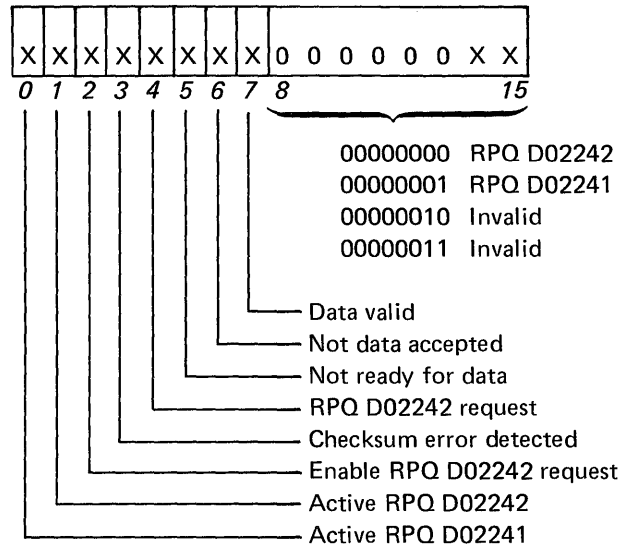 X X X X X X X X 0 0 0 0 0 0 X X
0 1 2 3 4 5 6 7 8 15
00000000 RPQ D02242
00000001 RPQ D02241
00000010 Invalid
00000011 Invalid
Data valid
Not data accepted
Not ready for data
RPQ D02242 request
Checksum error detected
Enable RPQ D02242 request
Active RPQ D02242
Active RPQ D02241